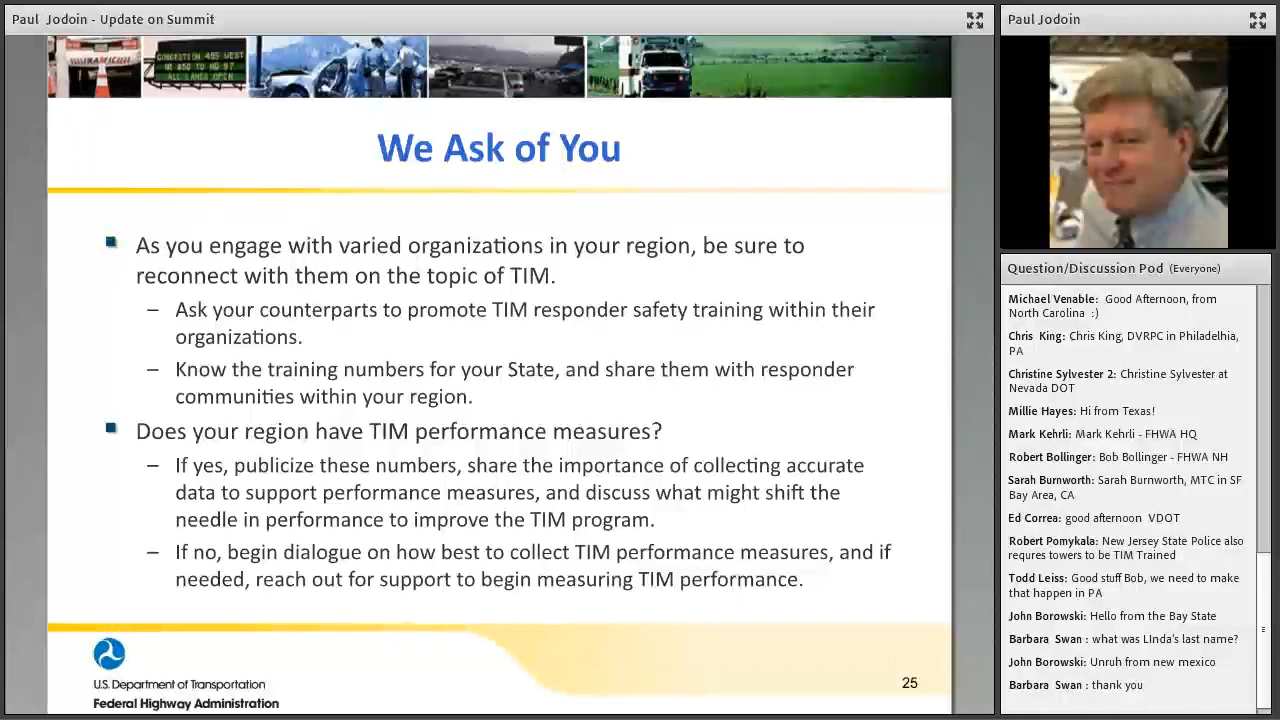 Paul Jodoin - Update on Summit
CONGESTION 495 WEST
ALL LANES OPEN
We Ask of You
As you engage with varied organizations in your region, be sure to
reconnect with them on the topic of TIM.
– Ask your counterparts to promote TIM responder safety training within their
organizations.
– Know the training numbers for your State, and share them with responder
communities within your region.
Does your region have TIM performance measures?
– If yes, publicize these numbers, share the importance of collecting accurate
data to support performance measures, and discuss what might shift the
needle in performance to improve the TIM program.
– If no, begin dialogue on how best to collect TIM performance measures, and if
needed, reach out for support to begin measuring TIM performance.
U.S. Department of Transportation
Federal Highway Administration
25
Paul Jodoin
Question/Discussion Pod (Everyone)
Michael Venable: Good Afternoon, from
North Carolina :)
Chris King: Chris King, DVRPC in Philadelhia,
PA
Christine Sylvester 2: Christine Sylvester at
Nevada DOT
Millie Hayes: Hi from Texas!
Mark Kehrli: Mark Kehrli - FHWA HQ
Robert Bollinger: Bob Bollinger - FHWA NH
Sarah Burnworth: Sarah Burnworth, MTC in SF
Bay Area, CA
Ed Correa: good afternoon VDOT
Robert Pomykala: New Jersey State Police also
requres towers to be TIM Trained
Todd Leiss: Good stuff Bob, we need to make
that happen in PA
John Borowski: Hello from the Bay State
Barbara Swan : what was LInda's last name?
John Borowski: Unruh from new mexico
Barbara Swan : thank you